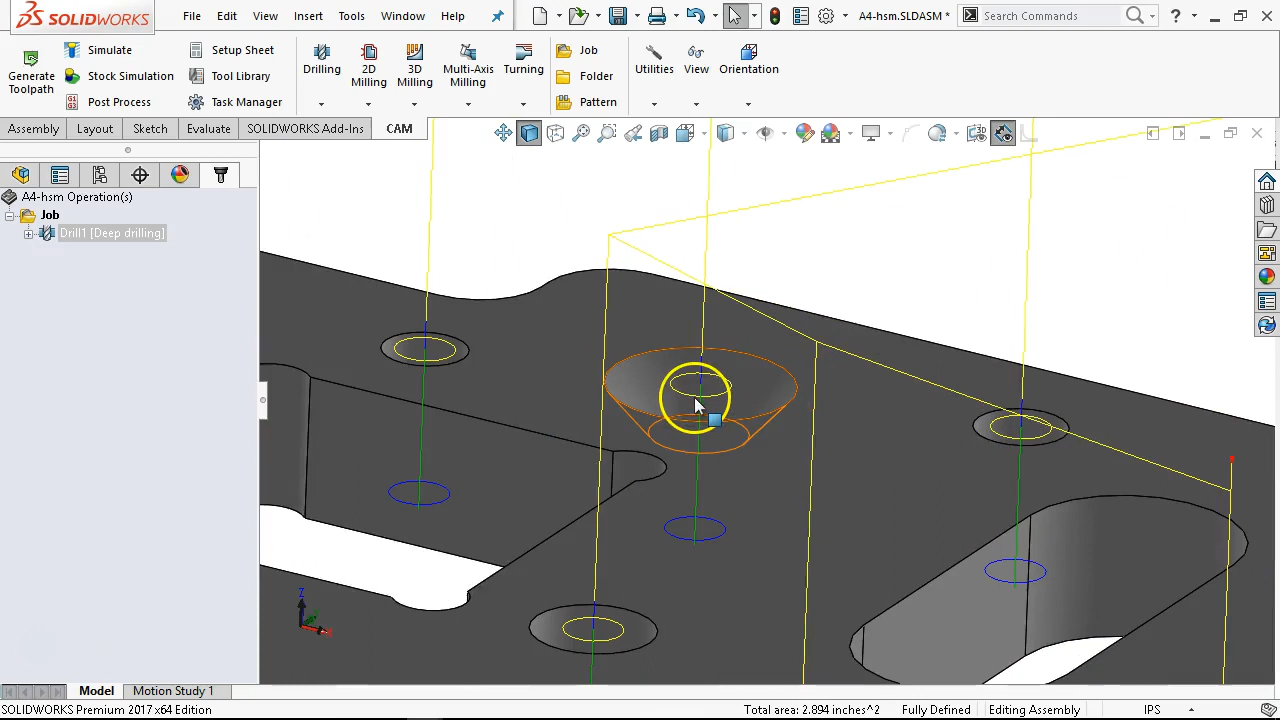 SOLIDWORKS
File Edit View Insert Tools Window Help
A4-hsm.SLDASM
Search Commands
Generate Toolpath
Simulate
Stock Simulation
G1 G3 Post Process
Setup Sheet
Tool Library
Task Manager
Drilling
2D Milling
3D Milling
Multi-Axis Milling
Turning
Job
Folder
Pattern
Utilities
View
Orientation
Assembly Layout Sketch Evaluate SOLIDWORKS Add-Ins CAM
A4-hsm Operation(s)
Job
Drill1 [Deep drilling]
Z
Model Motion Study 1
SOLIDWORKS Premium 2017 x64 Edition
Total area: 2.894 inches^2
Fully Defined
Editing Assembly
IPS